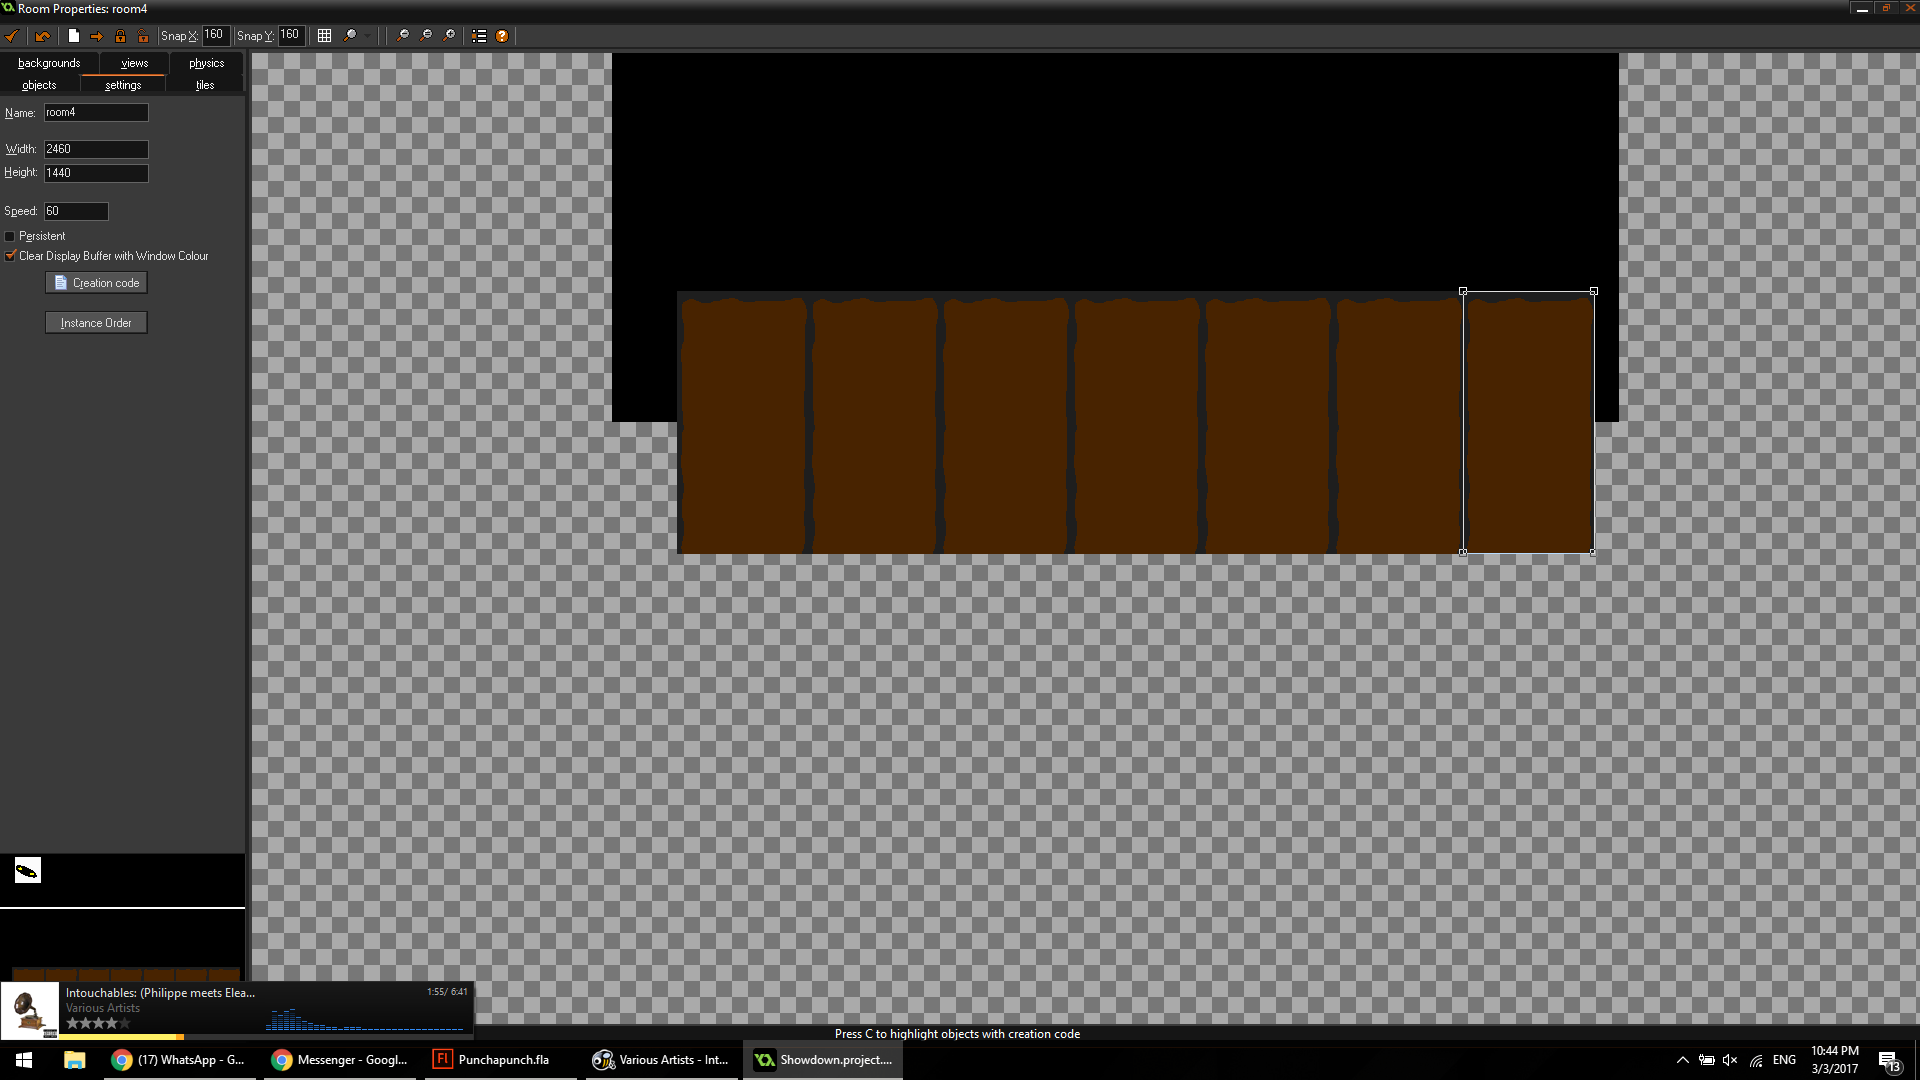 Room Properties: room4
Snap X: 160 Snap Y: 160
backgrounds views physics
objects settings tiles
Name: room4
Width: 2460
Height: 1440
Speed: 60
Persistent
Clear Display Buffer with Window Colour
Creation code
Instance Order
Intouchables: (Philippe meets Elea... 1:55/ 6:41
Various Artists
Press C to highlight objects with creation code
(17) WhatsApp - G... Messenger - Googl... Fl Punchapunch.fla Various Artists - Int... Showdown.project.... ENG 10:44 PM
3/3/2017 13